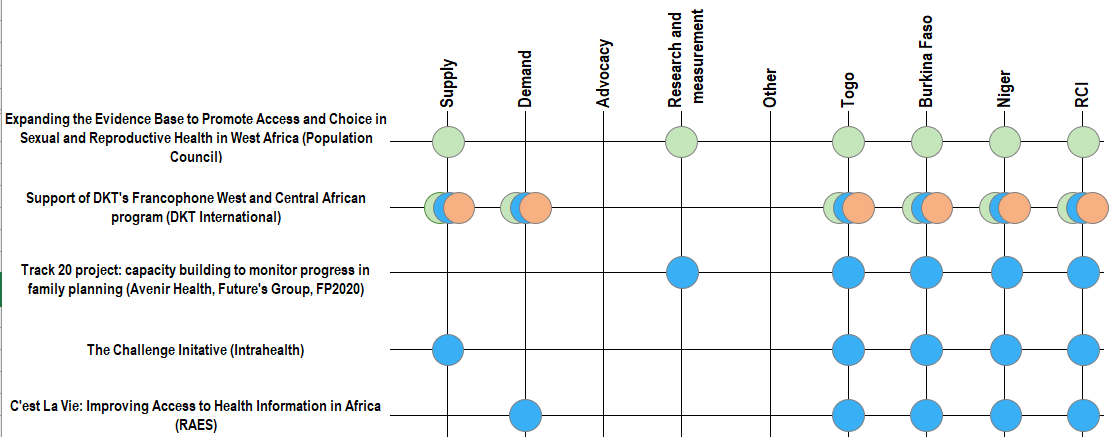 Supply
Demand
Advocacy
Research and
measurement
Other
Togo
Burkina Faso
Niger
RCI
Expanding the Evidence Base to Promote Access and Choice in
Sexual and Reproductive Health in West Africa (Population
Council)
Support of DKT's Francophone West and Central African
program (DKT International)
Track 20 project: capacity building to monitor progress in
family planning (Avenir Health, Future's Group, FP2020)
The Challenge Initative (Intrahealth)
C'est La Vie: Improving Access to Health Information in Africa
(RAES)